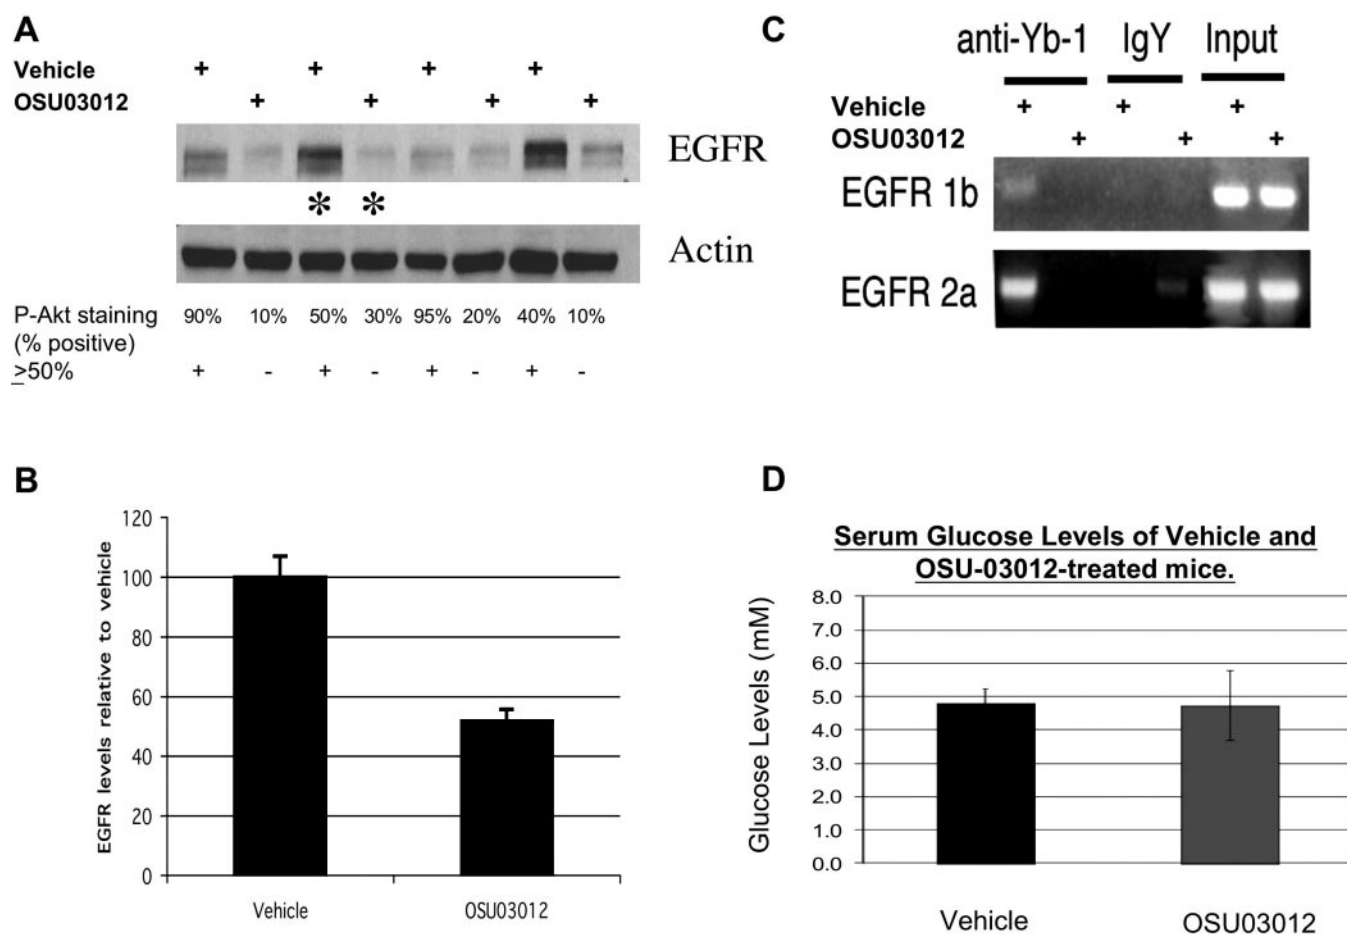 A
Vehicle + + + +
OSU03012 + + + +
EGFR
* *
Actin
P-Akt staining 90% 10% 50% 30% 95% 20% 40% 10%
(% positive)
≥50% + - + - + - + -
B
EGFR levels relative to vehicle
120
100
80
60
40
20
0
Vehicle OSU03012
C
anti-Yb-1 IgY Input
Vehicle + + +
OSU03012 + + +
EGFR 1b
EGFR 2a
D
Serum Glucose Levels of Vehicle and
OSU-03012-treated mice.
Glucose Levels (mM)
8.0
7.0
6.0
5.0
4.0
3.0
2.0
1.0
0.0
Vehicle OSU03012